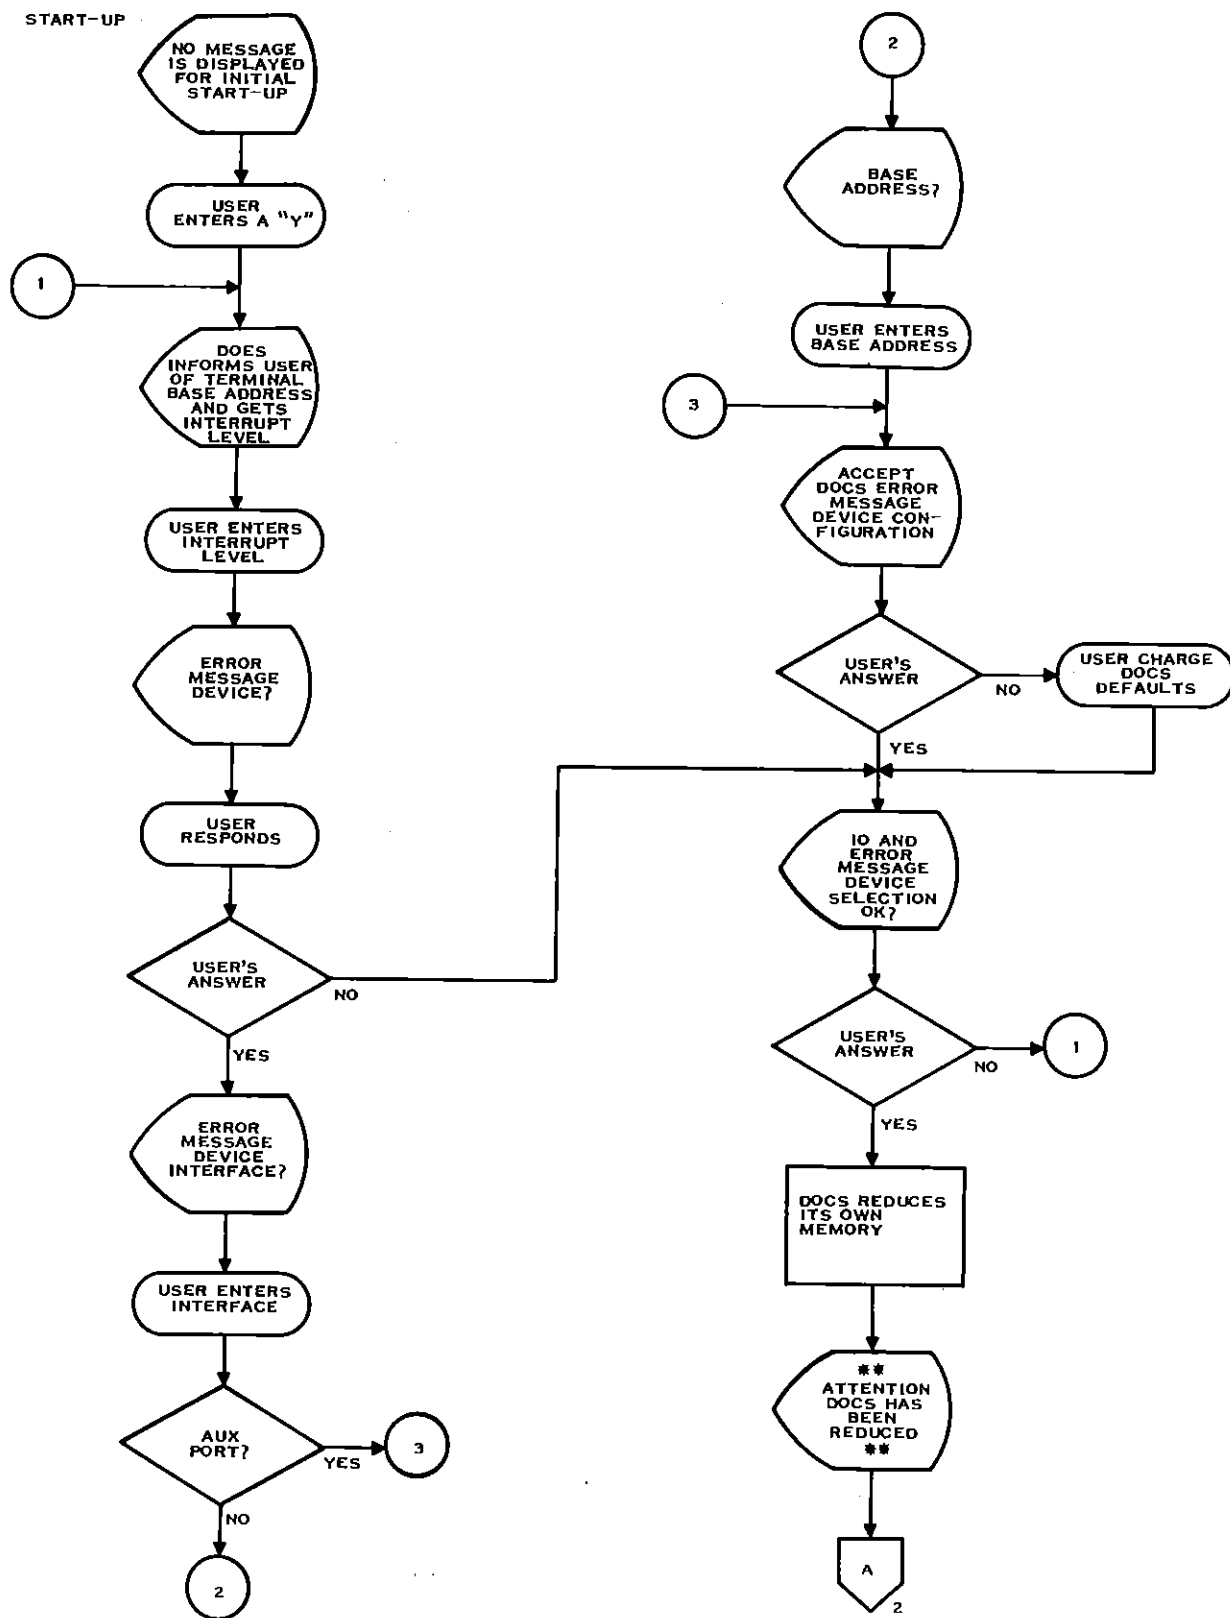 START-UP
NO MESSAGE
IS DISPLAYED
FOR INITIAL
START-UP
USER
ENTERS A "Y"
1
DOES
INFORMS USER
OF TERMINAL
BASE ADDRESS
AND GETS
INTERRUPT
LEVEL
USER ENTERS
INTERRUPT
LEVEL
ERROR
MESSAGE
DEVICE?
USER
RESPONDS
USER'S
ANSWER
NO
YES
ERROR
MESSAGE
DEVICE
INTERFACE?
USER ENTERS
INTERFACE
AUX
PORT?
YES
3
NO
2
2
BASE
ADDRESS?
USER ENTERS
BASE ADDRESS
3
ACCEPT
DOCS ERROR
MESSAGE
DEVICE CON-
FIGURATION
USER'S
ANSWER
NO
USER CHARGE
DOCS
DEFAULTS
YES
IO AND
ERROR
MESSAGE
DEVICE
SELECTION
OK?
USER'S
ANSWER
NO
1
YES
DOCS REDUCES
ITS OWN
MEMORY
**
ATTENTION
DOCS HAS
BEEN
REDUCED
**
A
2